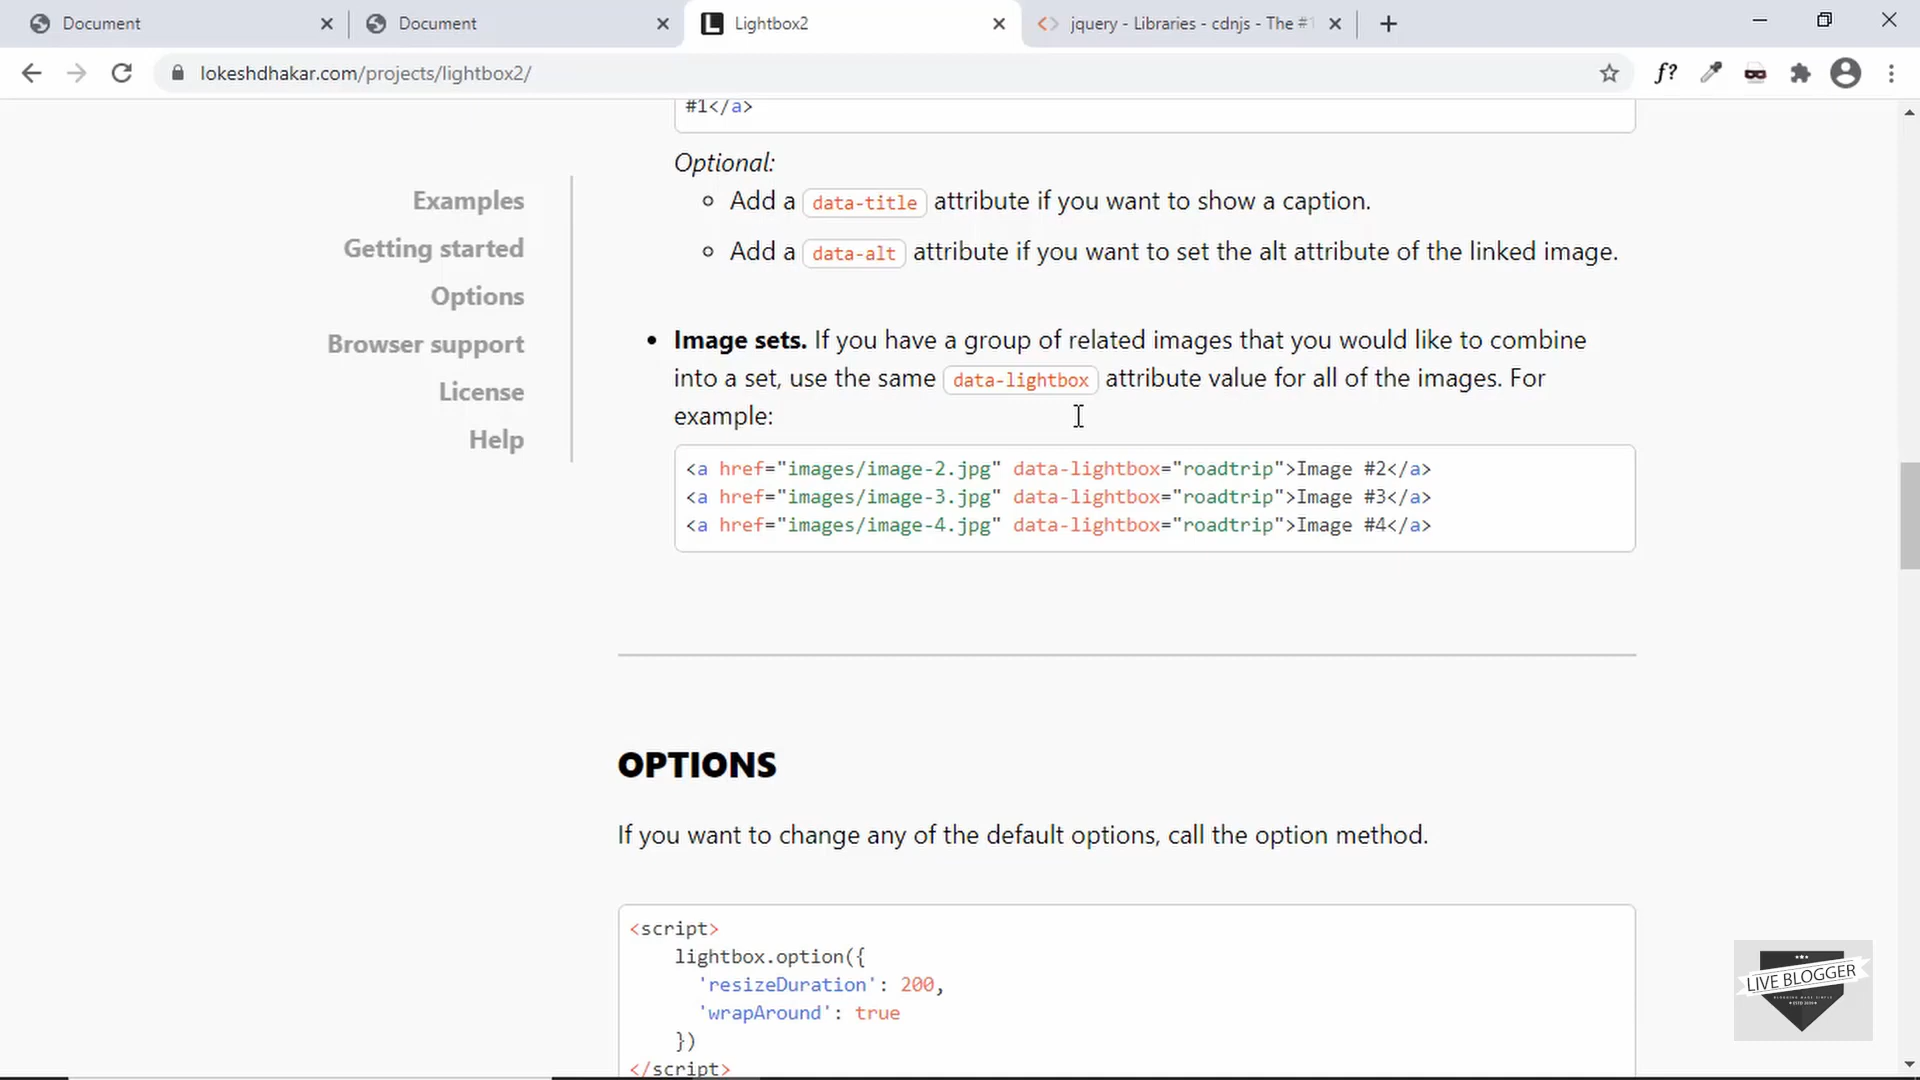 Document
Document
Lightbox2
jquery - Libraries - cdnjs - The #1
lokeshdhakar.com/projects/lightbox2/
f?
#1</a>
Optional:
Add a data-title attribute if you want to show a caption.
Add a data-alt attribute if you want to set the alt attribute of the linked image.
Examples
Getting started
Options
Browser support
License
Help
Image sets. If you have a group of related images that you would like to combine
into a set, use the same data-lightbox attribute value for all of the images. For
example:
<a href="images/image-2.jpg" data-lightbox="roadtrip">Image #2</a>
<a href="images/image-3.jpg" data-lightbox="roadtrip">Image #3</a>
<a href="images/image-4.jpg" data-lightbox="roadtrip">Image #4</a>
OPTIONS
If you want to change any of the default options, call the option method.
<script>
lightbox.option({
'resizeDuration': 200,
'wrapAround': true
})
</script>
LIVE BLOGGER